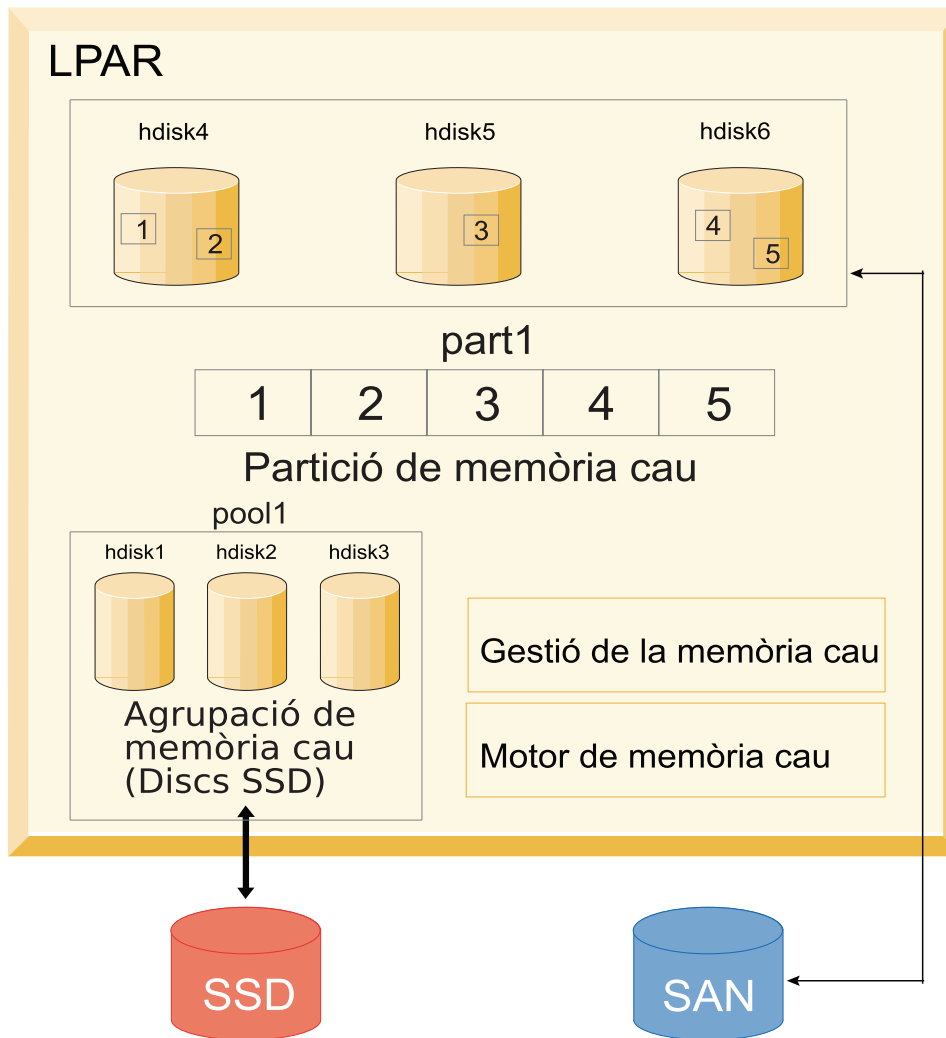 LPAR
hdisk4
hdisk5
hdisk6
1
2
3
4
5
part1
1 2 3 4 5
Partició de memòria cau
pool1
hdisk1
hdisk2
hdisk3
Agrupació de
memòria cau
(Discs SSD)
Gestió de la memòria cau
Motor de memòria cau
SSD
SAN